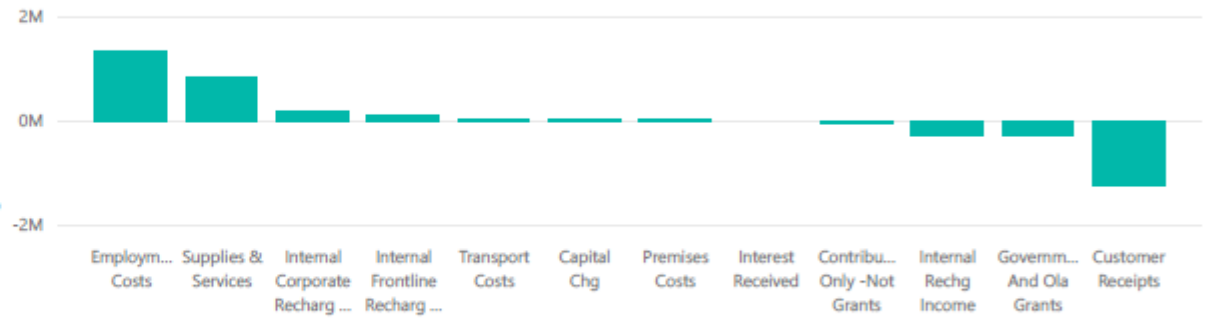 2M
0M
-2M
Employm... Costs
Supplies & Services
Internal Corporate Recharg ...
Internal Frontline Recharg ...
Transport Costs
Capital Chg
Premises Costs
Interest Received
Contribu... Only -Not Grants
Internal Rechg Income
Governm... And Ola Grants
Customer Receipts